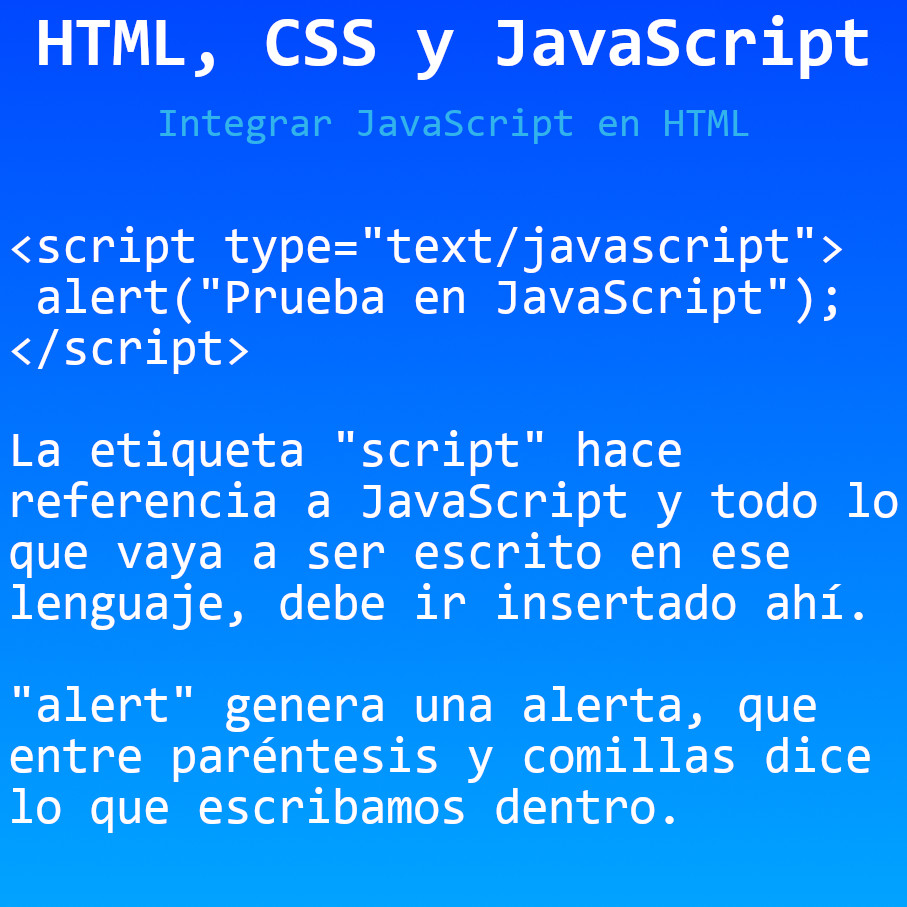 HTML, CSS y JavaScript
Integrar JavaScript en HTML
<script type="text/javascript">
alert("Prueba en JavaScript");
</script>
La etiqueta "script" hace
referencia a JavaScript y todo lo
que vaya a ser escrito en ese
lenguaje, debe ir insertado ahí.
"alert" genera una alerta, que
entre paréntesis y comillas dice
lo que escribamos dentro.